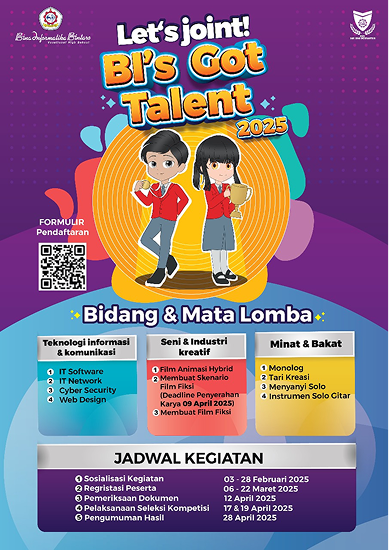 Bina Informatika Bintaro
Vocational High School
Let's joint!
BI's Got
Talent
2025
FORMULIR
Pendaftaran
Bidang & Mata Lomba
Teknologi informasi
& komunikasi
1 IT Software
2 IT Network
3 Cyber Security
4 Web Design
Seni & Industri
kreatif
1 Film Animasi Hybrid
2 Membuat Skenario
Film Fiksi
(Deadline Penyerahan
Karya 09 April 2025)
3 Membuat Film Fiksi
Minat & Bakat
1 Monolog
2 Tari Kreasi
3 Menyanyi Solo
4 Instrumen Solo Gitar
JADWAL KEGIATAN
1 Sosialisasi Kegiatan 03 - 28 Februari 2025
2 Regristasi Peserta 06 - 22 Maret 2025
3 Pemeriksaan Dokumen 12 April 2025
4 Pelaksanaan Seleksi Kompetisi 17 & 19 April 2025
5 Pengumuman Hasil 28 April 2025